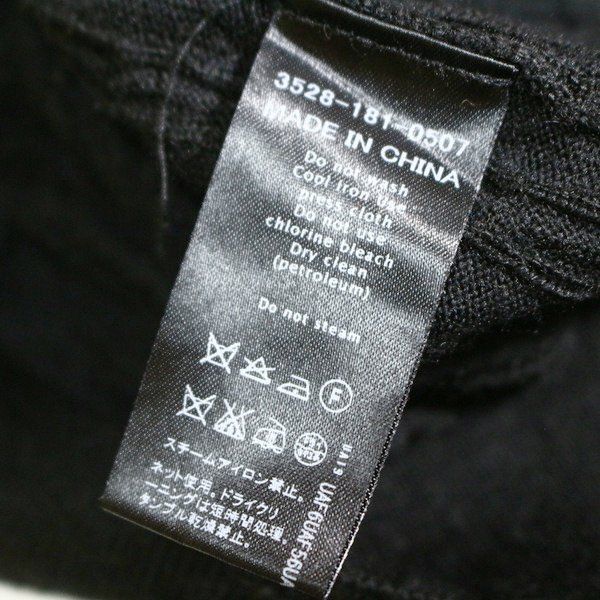 3528-181-0507
MADE IN CHINA
Do not wash
Cool iron use
press cloth
Do not use
chlorine bleach
Dry clean
(petroleum)
Do not steam
F
スチームアイロン禁止。
ネット使用。ドライクリ
ーニングは短時間処理。
タンブル乾燥禁止。
UAF6UAF56UA